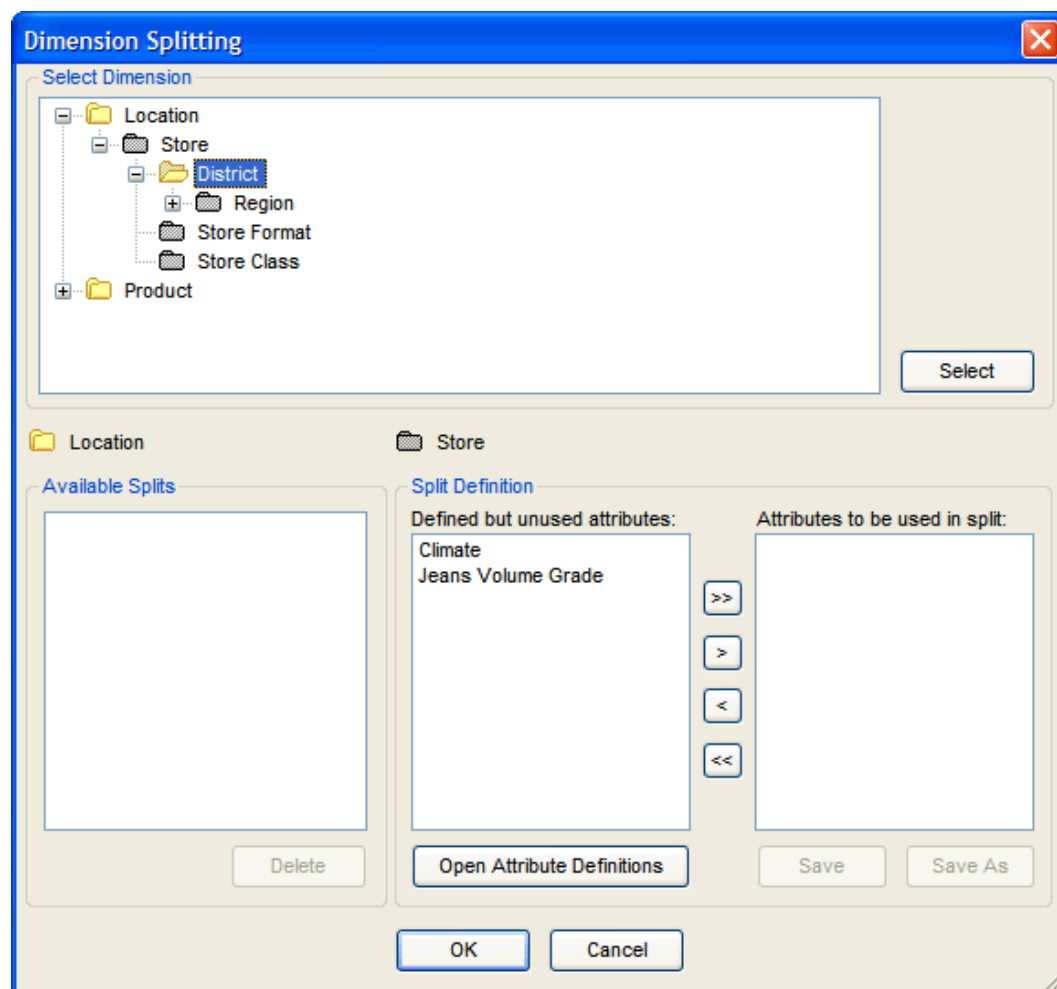 Dimension Splitting
Select Dimension
Location
Store
District
Region
Store Format
Store Class
Product
Select
Location
Store
Available Splits
Split Definition
Defined but unused attributes:
Attributes to be used in split:
Climate
Jeans Volume Grade
>>
>
<
<<
Delete
Open Attribute Definitions
Save
Save As
OK
Cancel